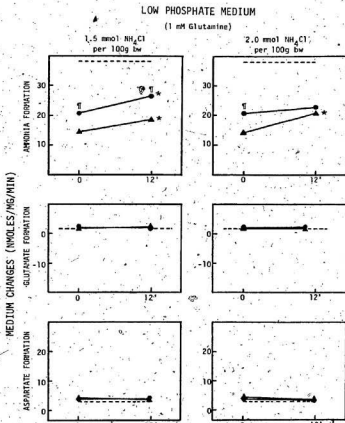 LOW PHOSPHATE MEDIUM
(1 mM Glutamine)
1.5 mmol NH₄Cl
per 100g bw
2.0 mmol NH₄Cl
per 100g bw
MEDIUM CHANGES (NMOLES/MG/MIN)
AMMONIA FORMATION
30
20
10
¶
¶ *
*
0
12
30
20
10
¶
*
0
12
GLUTAMATE FORMATION
0
-10
0
12
0
-10
0
12
ASPARTATE FORMATION
20
10
0
20
10
0